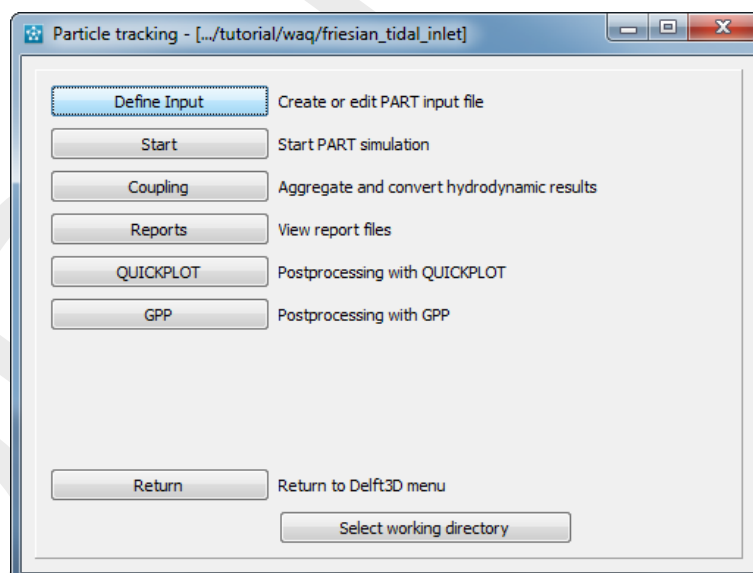 Particle tracking - [.../tutorial/waq/friesian_tidal_inlet]
Define Input Create or edit PART input file
Start Start PART simulation
Coupling Aggregate and convert hydrodynamic results
Reports View report files
QUICKPLOT Postprocessing with QUICKPLOT
GPP Postprocessing with GPP
Return Return to Delft3D menu
Select working directory